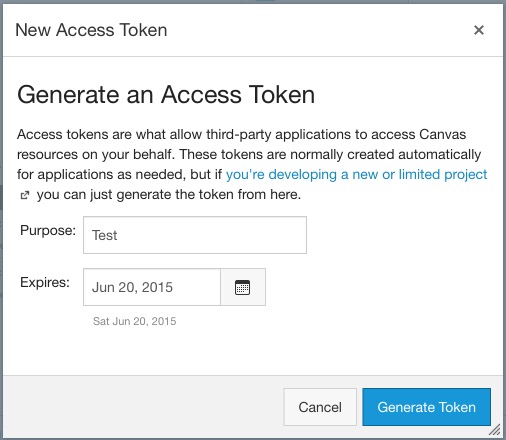 New Access Token ×
Generate an Access Token
Access tokens are what allow third-party applications to access Canvas
resources on your behalf. These tokens are normally created automatically
for applications as needed, but if you're developing a new or limited project
you can just generate the token from here.
Purpose: Test
Expires: Jun 20, 2015
Sat Jun 20, 2015
Cancel Generate Token